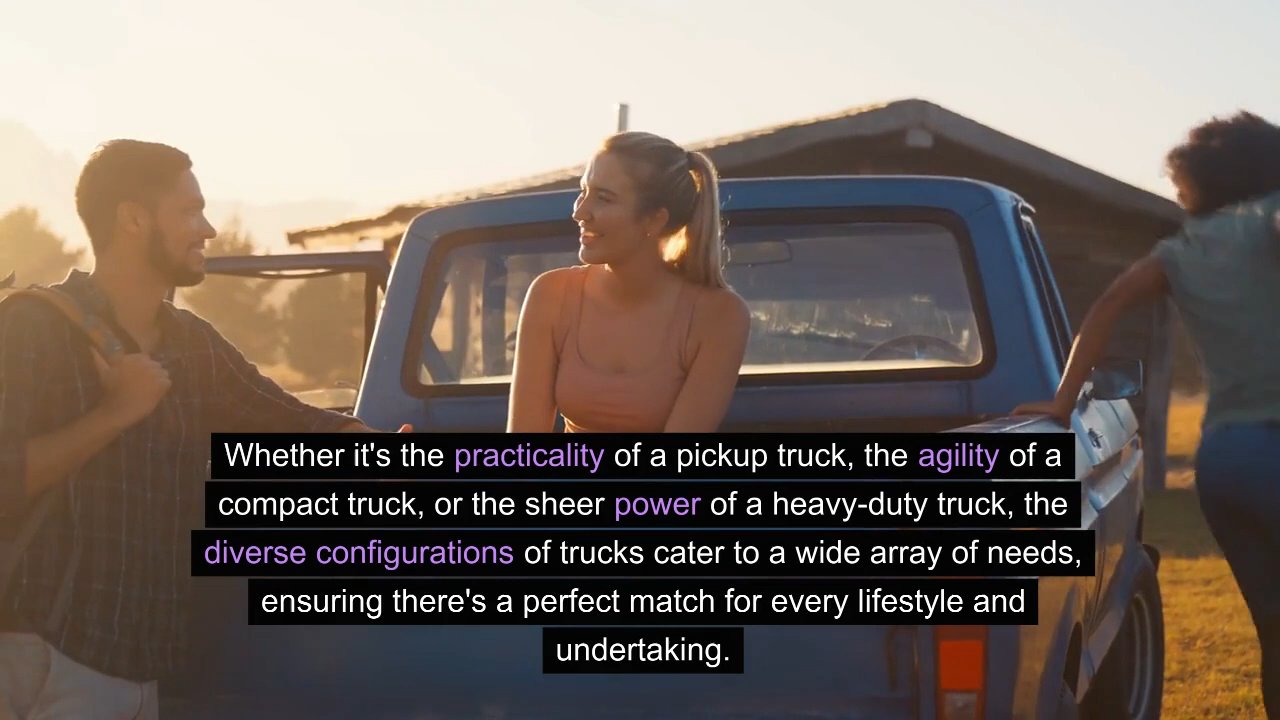 Whether it's the practicality of a pickup truck, the agility of a
compact truck, or the sheer power of a heavy-duty truck, the
diverse configurations of trucks cater to a wide array of needs,
ensuring there's a perfect match for every lifestyle and
undertaking.